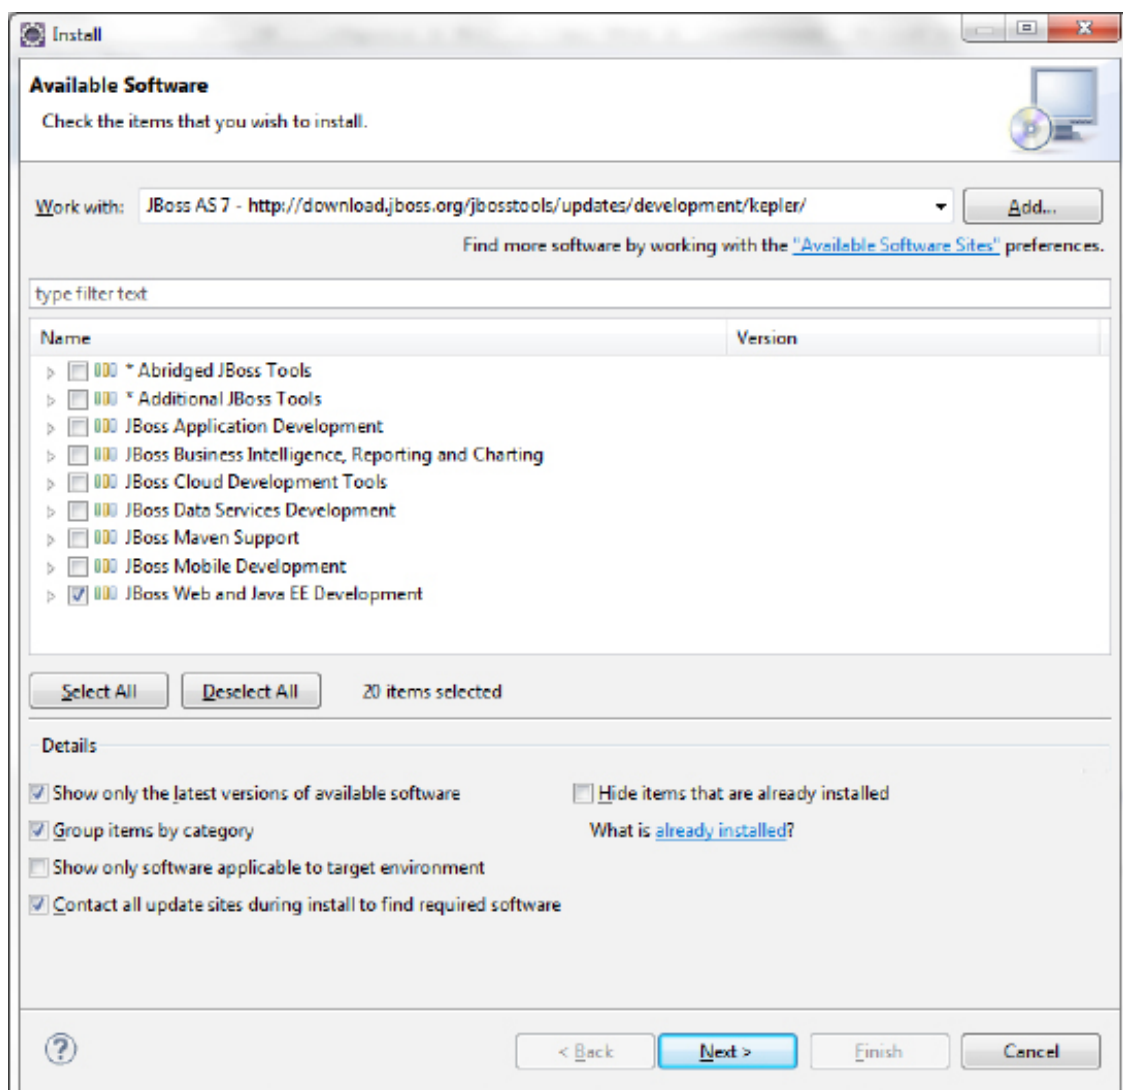 Install
Available Software
Check the items that you wish to install.
Work with: JBoss AS 7 - http://download.jboss.org/jbosstools/updates/development/kepler/ Add...
Find more software by working with the "Available Software Sites" preferences.
type filter text
Name Version
* Abridged JBoss Tools
* Additional JBoss Tools
JBoss Application Development
JBoss Business Intelligence, Reporting and Charting
JBoss Cloud Development Tools
JBoss Data Services Development
JBoss Maven Support
JBoss Mobile Development
JBoss Web and Java EE Development
Select All Deselect All 20 items selected
Details
Show only the latest versions of available software Hide items that are already installed
Group items by category What is already installed?
Show only software applicable to target environment
Contact all update sites during install to find required software
? < Back Next > Finish Cancel